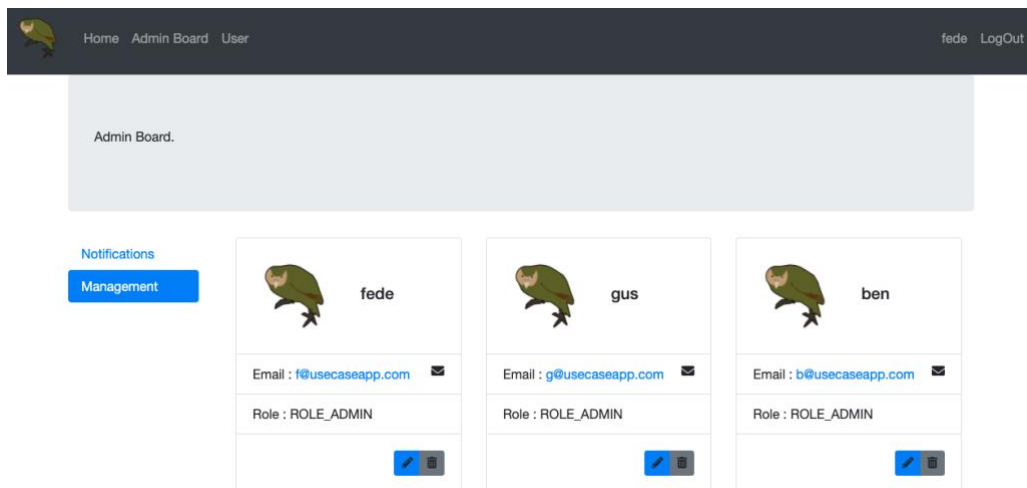 Home Admin Board User fede LogOut
Admin Board.
Notifications
Management
fede
gus
ben
Email : f@usecaseapp.com
Email : g@usecaseapp.com
Email : b@usecaseapp.com
Role : ROLE_ADMIN
Role : ROLE_ADMIN
Role : ROLE_ADMIN